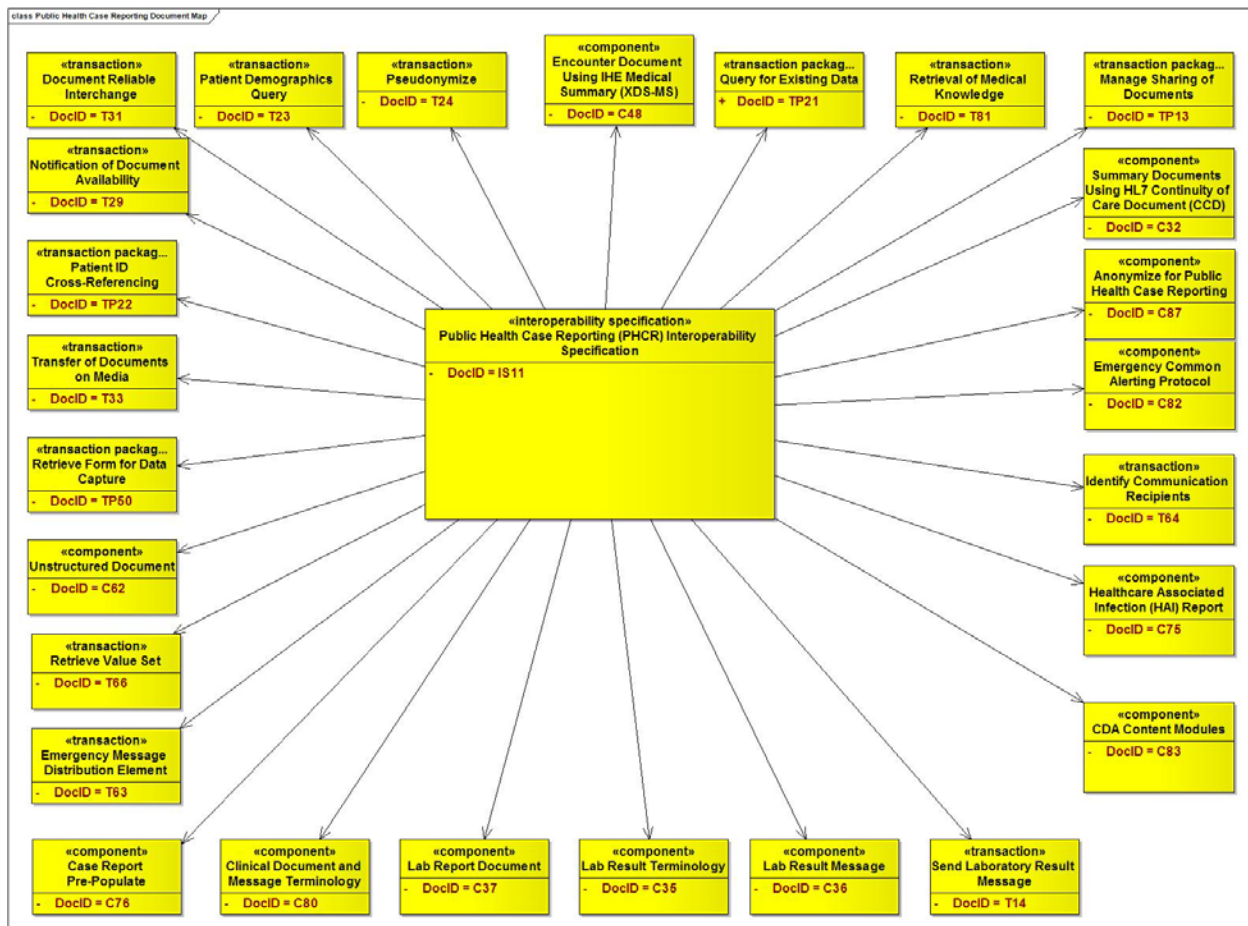 class Public Health Case Reporting Document Map
«transaction»
Document Reliable
Interchange
- DocID = T31
«transaction»
Patient Demographics
Query
- DocID = T23
«transaction»
Pseudonymize
- DocID = T24
«component»
Encounter Document
Using IHE Medical
Summary (XDS-MS)
- DocID = C48
«transaction packag...
Query for Existing Data
+ DocID = TP21
«transaction»
Retrieval of Medical
Knowledge
- DocID = T81
«transaction packag...
Manage Sharing of
Documents
- DocID = TP13
«transaction»
Notification of Document
Availability
- DocID = T29
«component»
Summary Documents
Using HL7 Continuity of
Care Document (CCD)
- DocID = C32
«transaction packag...
Patient ID
Cross-Referencing
- DocID = TP22
«component»
Anonymize for Public
Health Case Reporting
- DocID = C87
«interoperability specification»
Public Health Case Reporting (PHCR) Interoperability
Specification
- DocID = IS11
«transaction»
Transfer of Documents
on Media
- DocID = T33
«component»
Emergency Common
Alerting Protocol
- DocID = C82
«transaction packag...
Retrieve Form for Data
Capture
- DocID = TP50
«transaction»
Identify Communication
Recipients
- DocID = T64
«component»
Unstructured Document
- DocID = C62
«component»
Healthcare Associated
Infection (HAI) Report
- DocID = C75
«transaction»
Retrieve Value Set
- DocID = T66
«component»
CDA Content Modules
- DocID = C83
«transaction»
Emergency Message
Distribution Element
- DocID = T63
«component»
Case Report
Pre-Populate
- DocID = C76
«component»
Clinical Document and
Message Terminology
- DocID = C80
«component»
Lab Report Document
- DocID = C37
«component»
Lab Result Terminology
- DocID = C35
«component»
Lab Result Message
- DocID = C36
«transaction»
Send Laboratory Result
Message
- DocID = T14